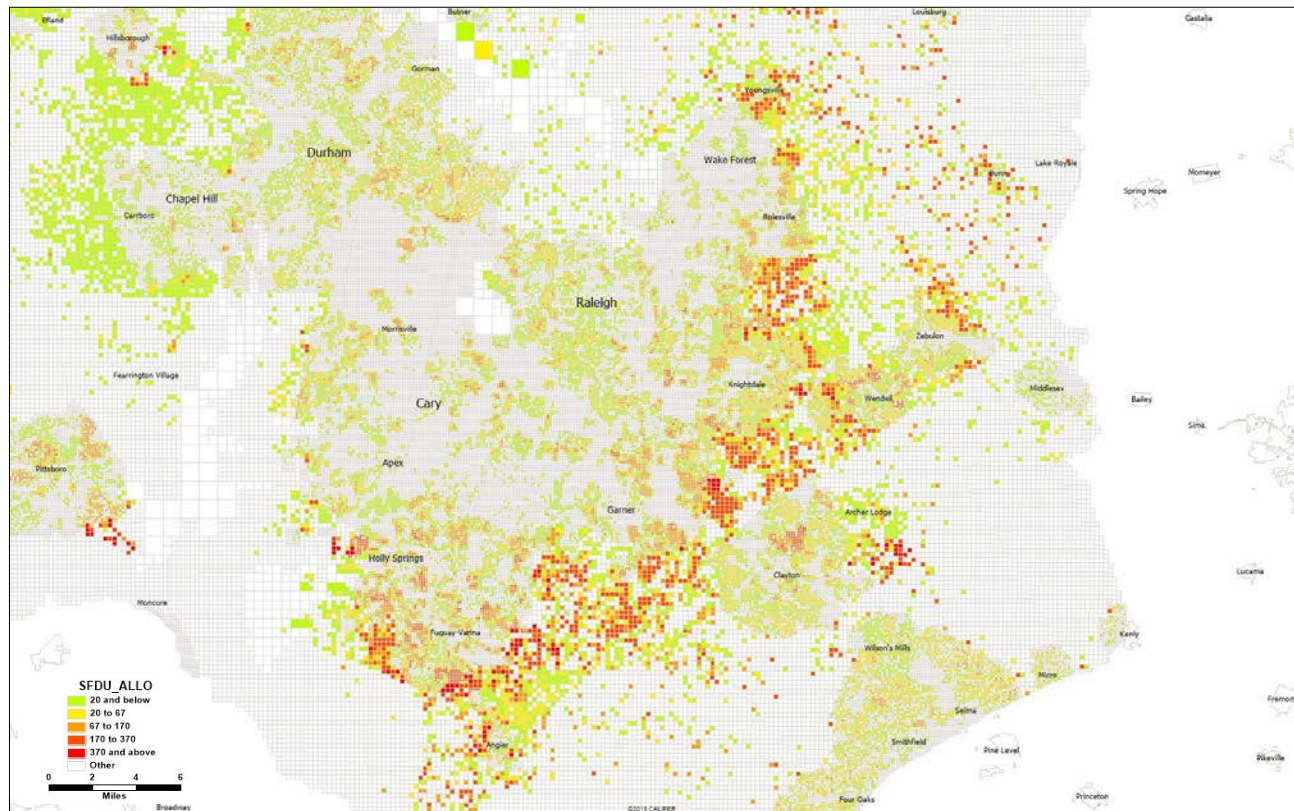 Efland
Butner
Louisburg
Castalia
Hillsborough
Gorman
Youngsville
Durham
Wake Forest
Lake Royale
Bunn
Momeyer
Spring Hope
Chapel Hill
Carrboro
Rolesville
Raleigh
Morrisville
Zebulon
Fearrington Village
Knightdale
Middlesex
Wendell
Bailey
Cary
Sims
Pittsboro
Apex
Garner
Archer Lodge
Holly Springs
Clayton
Lucama
Moncure
Fuquay-Varina
Kenly
Wilson's Mills
Micro
SFDU_ALLO
20 and below
20 to 67
67 to 170
170 to 370
370 and above
Other
0 2 4 6
Miles
Selma
Fremon
Angier
Smithfield
Pine Level
Pikeville
Princeton
Four Oaks
Broadway
©2015 CALIPER